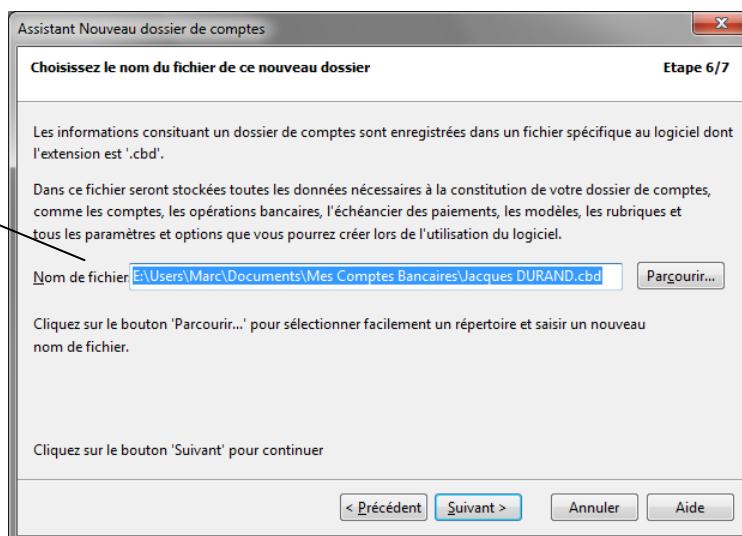 Assistant Nouveau dossier de comptes
Choisissez le nom du fichier de ce nouveau dossier
Etape 6/7
Les informations consituant un dossier de comptes sont enregistrées dans un fichier spécifique au logiciel dont
l'extension est '.cbd'.
Dans ce fichier seront stockées toutes les données nécessaires à la constitution de votre dossier de comptes,
comme les comptes, les opérations bancaires, l'échéancier des paiements, les modèles, les rubriques et
tous les paramètres et options que vous pourrez créer lors de l'utilisation du logiciel.
Nom de fichier E:\Users\Marc\Documents\Mes Comptes Bancaires\Jacques DURAND.cbd Parcourir...
Cliquez sur le bouton 'Parcourir...' pour sélectionner facilement un répertoire et saisir un nouveau
nom de fichier.
Cliquez sur le bouton 'Suivant' pour continuer
< Précédent Suivant > Annuler Aide